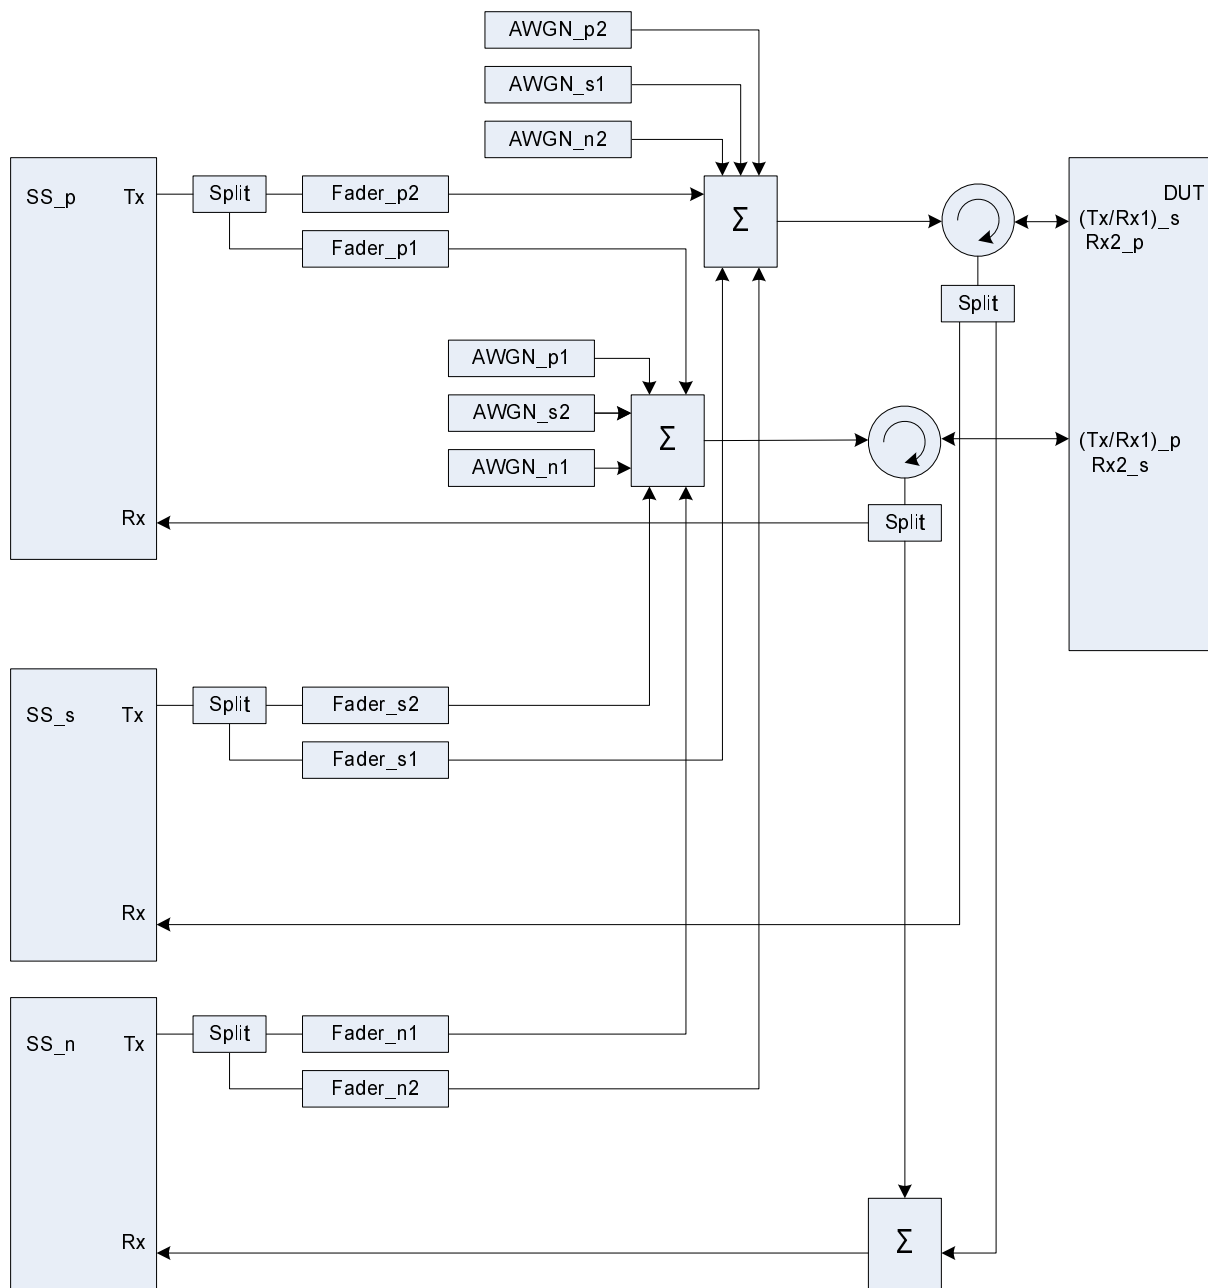 AWGN_p2
AWGN_s1
AWGN_n2
SS_p
Tx
Split
Fader_p2
Fader_p1
Σ
DUT
(Tx/Rx1)_s
Rx2_p
Split
AWGN_p1
AWGN_s2
AWGN_n1
Σ
(Tx/Rx1)_p
Rx2_s
Rx
Split
SS_s
Tx
Split
Fader_s2
Fader_s1
Rx
SS_n
Tx
Split
Fader_n1
Fader_n2
Rx
Σ